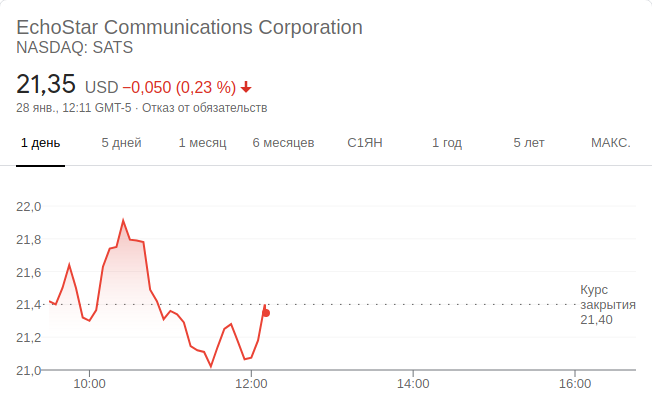 EchoStar Communications Corporation
NASDAQ: SATS
21,35 USD −0,050 (0,23 %)
28 янв., 12:11 GMT-5 · Отказ от обязательств
1 день 5 дней 1 месяц 6 месяцев С1ЯН 1 год 5 лет МАКС.
22,0
21,8
21,6
21,4
21,2
21,0
Курс
закрытия
21,40
10:00 12:00 14:00 16:00